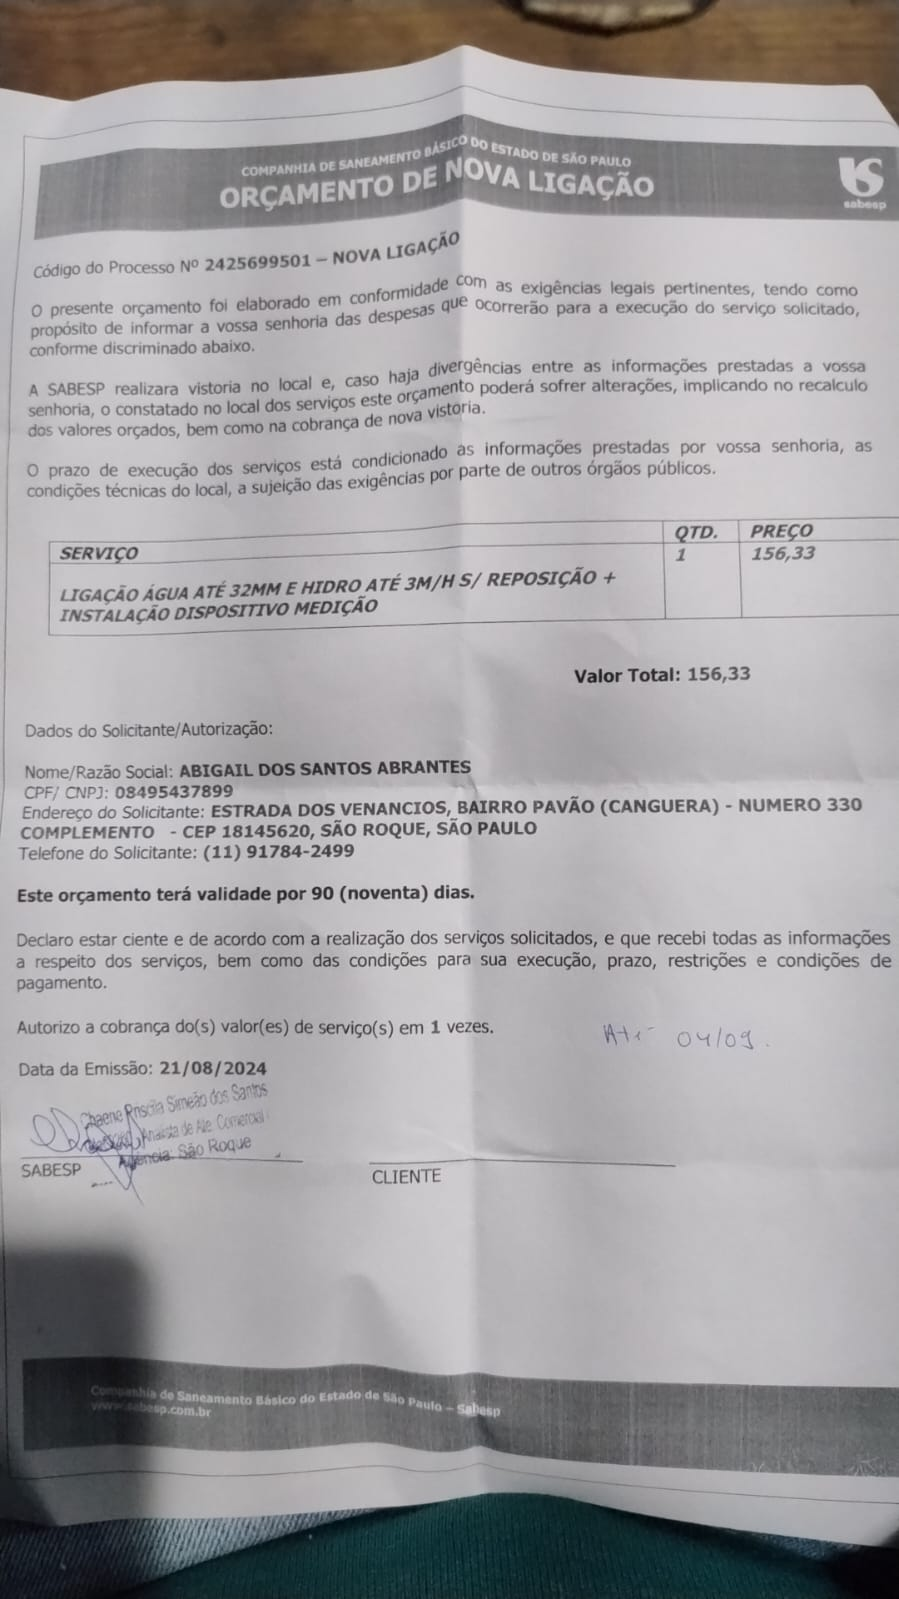 COMPANHIA DE SANEAMENTO BÁSICO DO ESTADO DE SÃO PAULO
ORÇAMENTO DE NOVA LIGAÇÃO
sabesp
Código do Processo Nº 2425699501 – NOVA LIGAÇÃO
O presente orçamento foi elaborado em conformidade com as exigências legais pertinentes, tendo como
propósito de informar a vossa senhoria das despesas que ocorrerão para a execução do serviço solicitado,
conforme discriminado abaixo.
A SABESP realizara vistoria no local e, caso haja divergências entre as informações prestadas a vossa
senhoria, o constatado no local dos serviços este orçamento poderá sofrer alterações, implicando no recalculo
dos valores orçados, bem como na cobrança de nova vistoria.
O prazo de execução dos serviços está condicionado às informações prestadas por vossa senhoria, as
condições técnicas do local, a sujeição das exigências por parte de outros órgãos públicos.
SERVIÇO QTD. PREÇO
LIGAÇÃO ÁGUA ATÉ 32MM E HIDRO ATÉ 3M/H S/ REPOSIÇÃO + 1 156,33
INSTALAÇÃO DISPOSITIVO MEDIÇÃO
Valor Total: 156,33
Dados do Solicitante/Autorização:
Nome/Razão Social: ABIGAIL DOS SANTOS ABRANTES
CPF/ CNPJ: 08495437899
Endereço do Solicitante: ESTRADA DOS VENANCIOS, BAIRRO PAVÃO (CANGUERA) - NUMERO 330
COMPLEMENTO - CEP 18145620, SÃO ROQUE, SÃO PAULO
Telefone do Solicitante: (11) 91784-2499
Este orçamento terá validade por 90 (noventa) dias.
Declaro estar ciente e de acordo com a realização dos serviços solicitados, e que recebi todas as informações
a respeito dos serviços, bem como das condições para sua execução, prazo, restrições e condições de
pagamento.
Autorizo a cobrança do(s) valor(es) de serviço(s) em 1 vezes.
Até 04/09.
Data da Emissão: 21/08/2024
Priscila Simeão dos Santos
Analista de Ate. Comercial
Agência: São Roque
SABESP
CLIENTE
Companhia de Saneamento Básico do Estado de São Paulo – Sabesp
www.sabesp.com.br